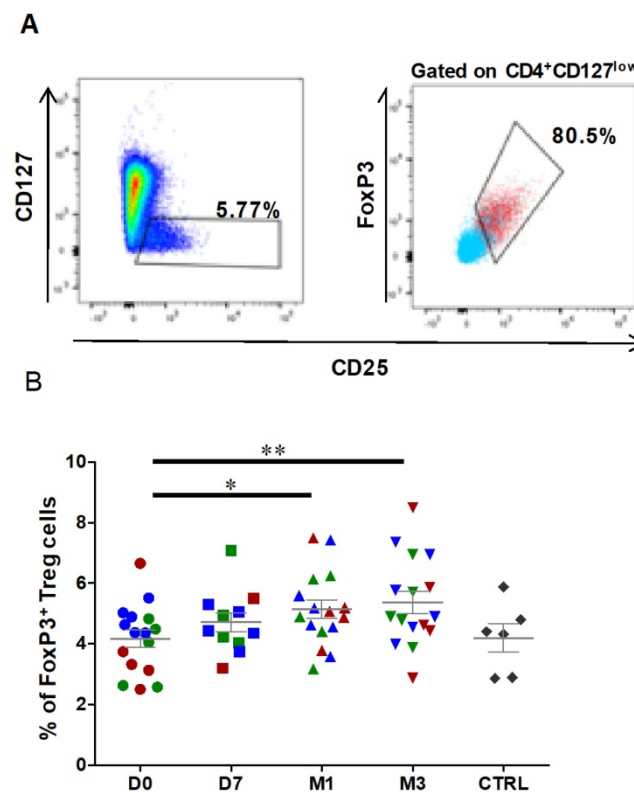 A
Gated on CD4+CD127low
CD127
5.77%
FoxP3
80.5%
CD25
B
**
*
% of FoxP3+ Treg cells
10
8
6
4
2
0
D0 D7 M1 M3 CTRL